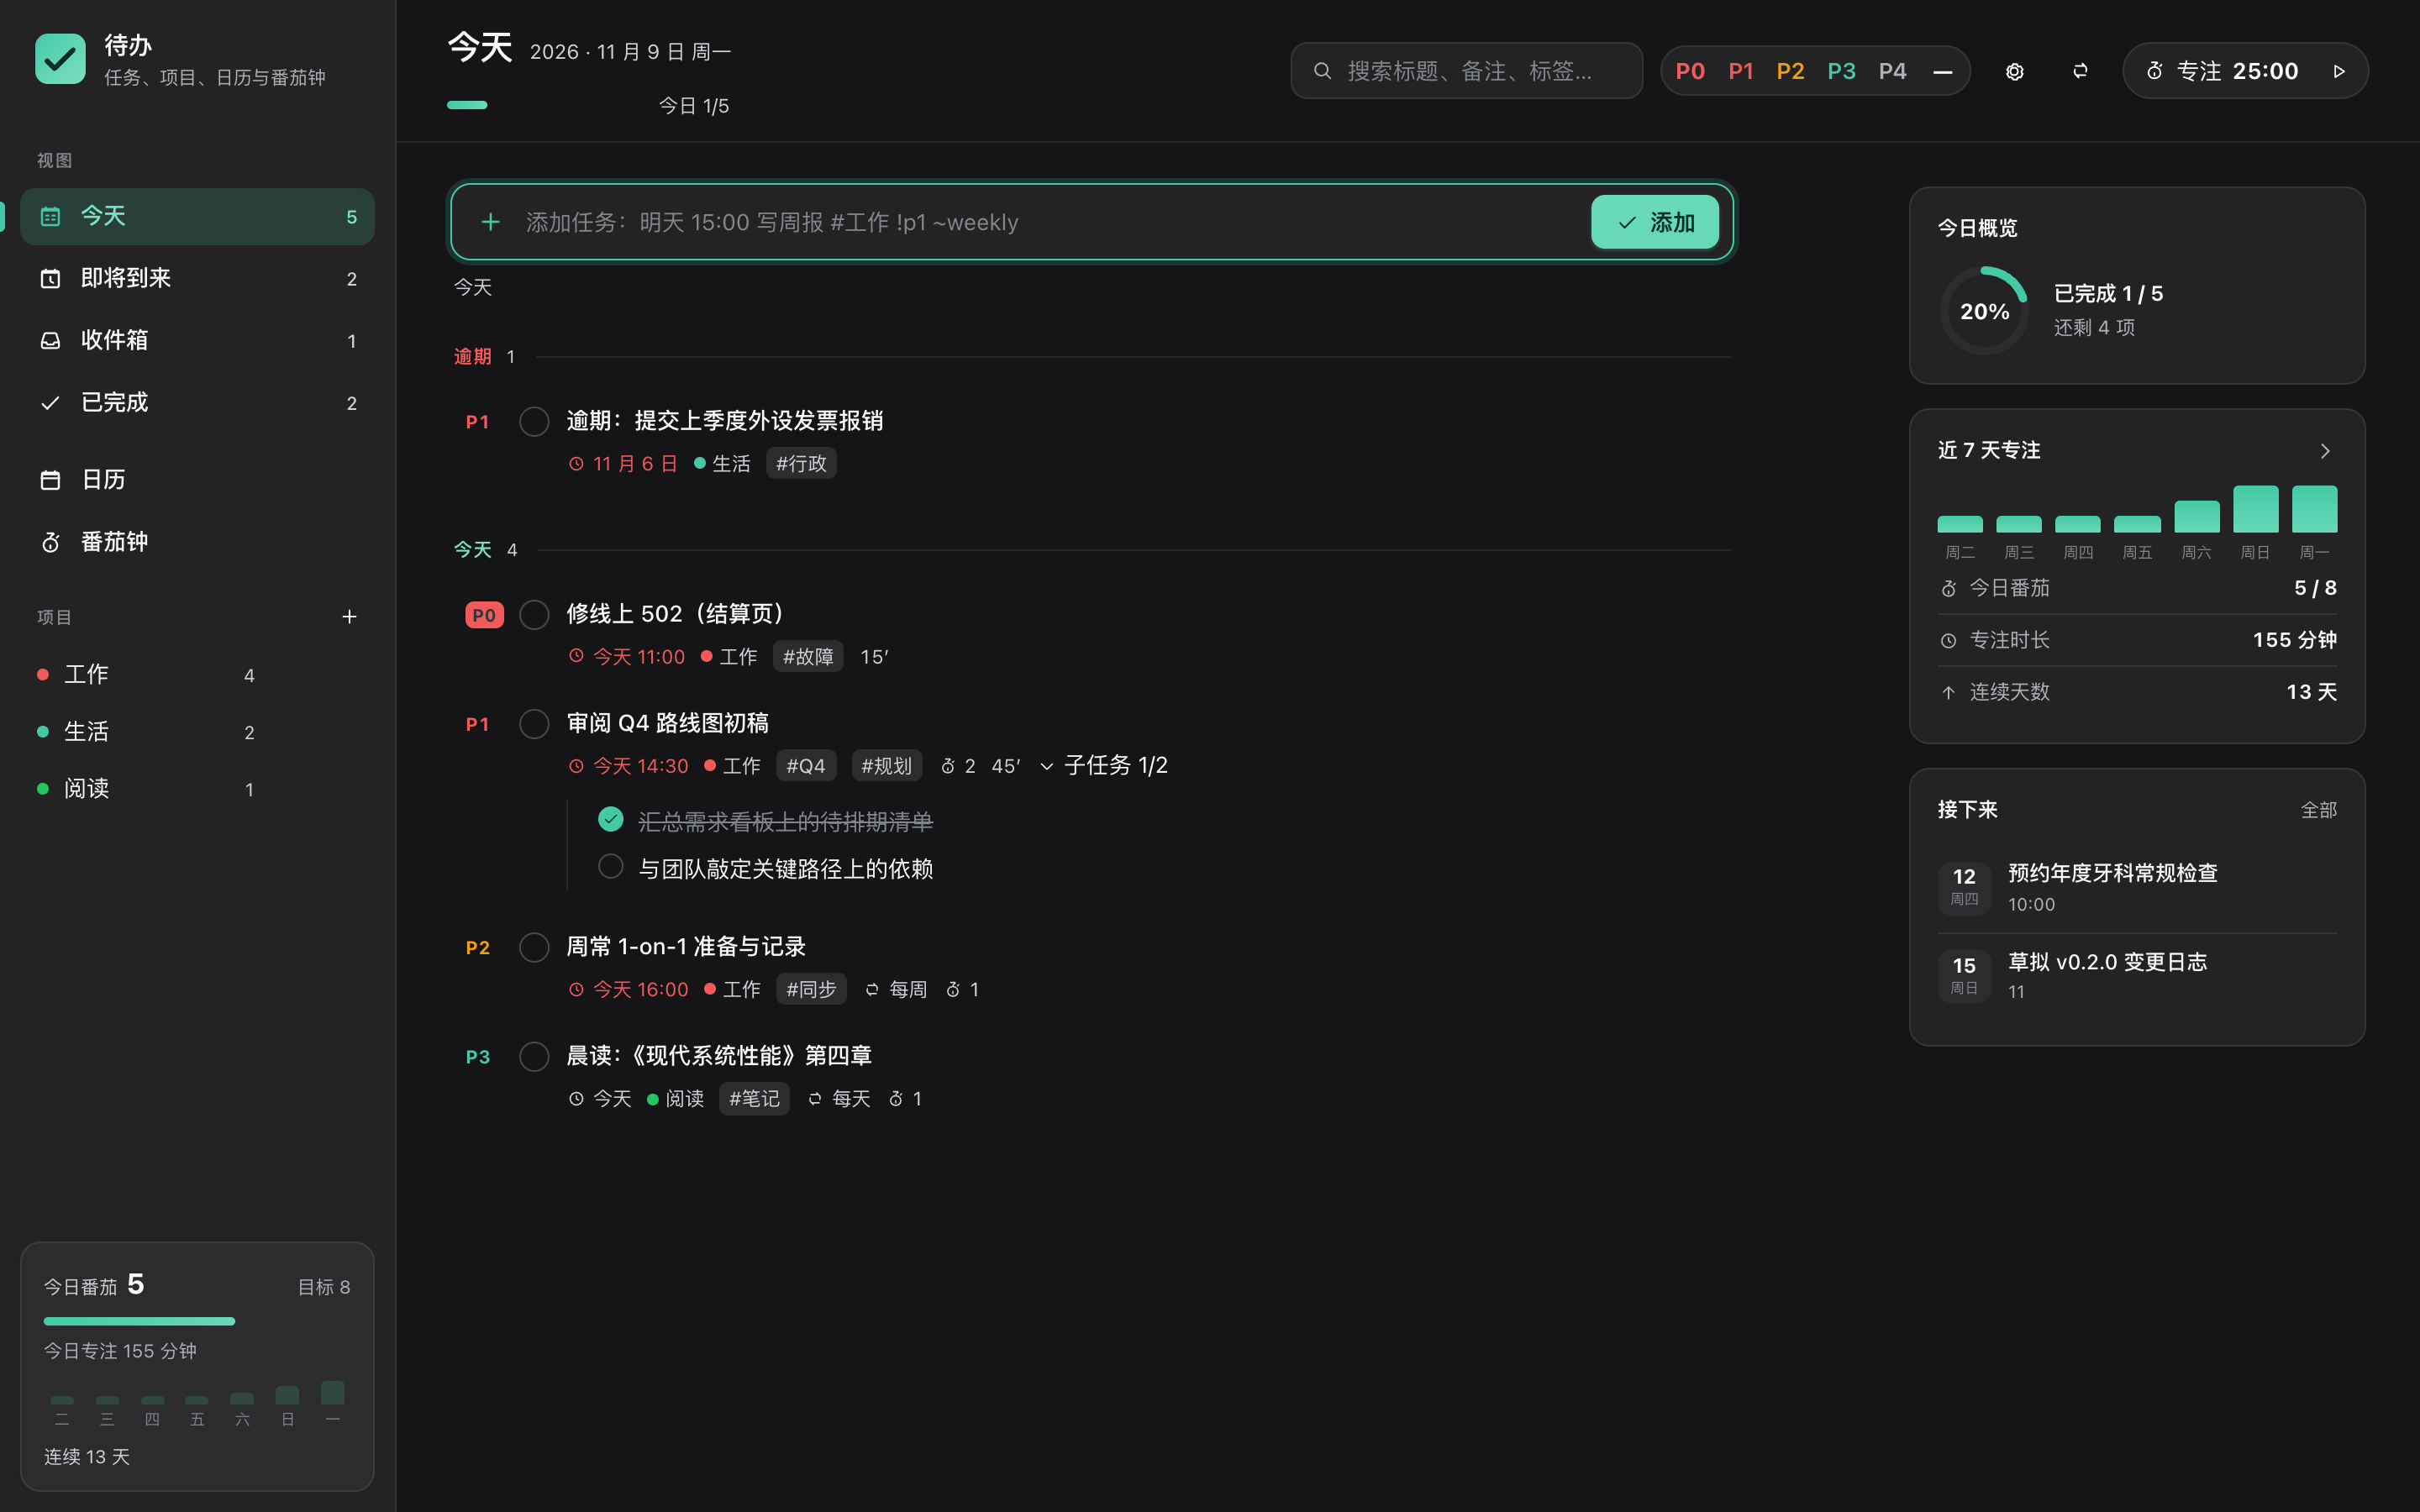 待办
任务、项目、日历与番茄钟
视图
今天 5
即将到来 2
收件箱 1
已完成 2
日历
番茄钟
项目
工作 4
生活 2
阅读 1
今日番茄 5 目标 8
今日专注 155 分钟
二 三 四 五 六 日 一
连续 13 天
今天 2026 · 11 月 9 日 周一
今日 1/5
搜索标题、备注、标签...
P0 P1 P2 P3 P4 —
专注 25:00
添加任务：明天 15:00 写周报 #工作 !p1 ~weekly
添加
今天
逾期 1
P1 逾期：提交上季度外设发票报销
11 月 6 日 生活 #行政
今天 4
P0 修线上 502（结算页）
今天 11:00 工作 #故障 15′
P1 审阅 Q4 路线图初稿
今天 14:30 工作 #Q4 #规划 2 45′ 子任务 1/2
汇总需求看板上的待排期清单
与团队敲定关键路径上的依赖
P2 周常 1-on-1 准备与记录
今天 16:00 工作 #同步 每周 1
P3 晨读：《现代系统性能》第四章
今天 阅读 #笔记 每天 1
今日概览
20%
已完成 1 / 5
还剩 4 项
近 7 天专注
周二 周三 周四 周五 周六 周日 周一
今日番茄 5 / 8
专注时长 155 分钟
连续天数 13 天
接下来 全部
12 周四
预约年度牙科常规检查
10:00
15 周日
草拟 v0.2.0 变更日志
11